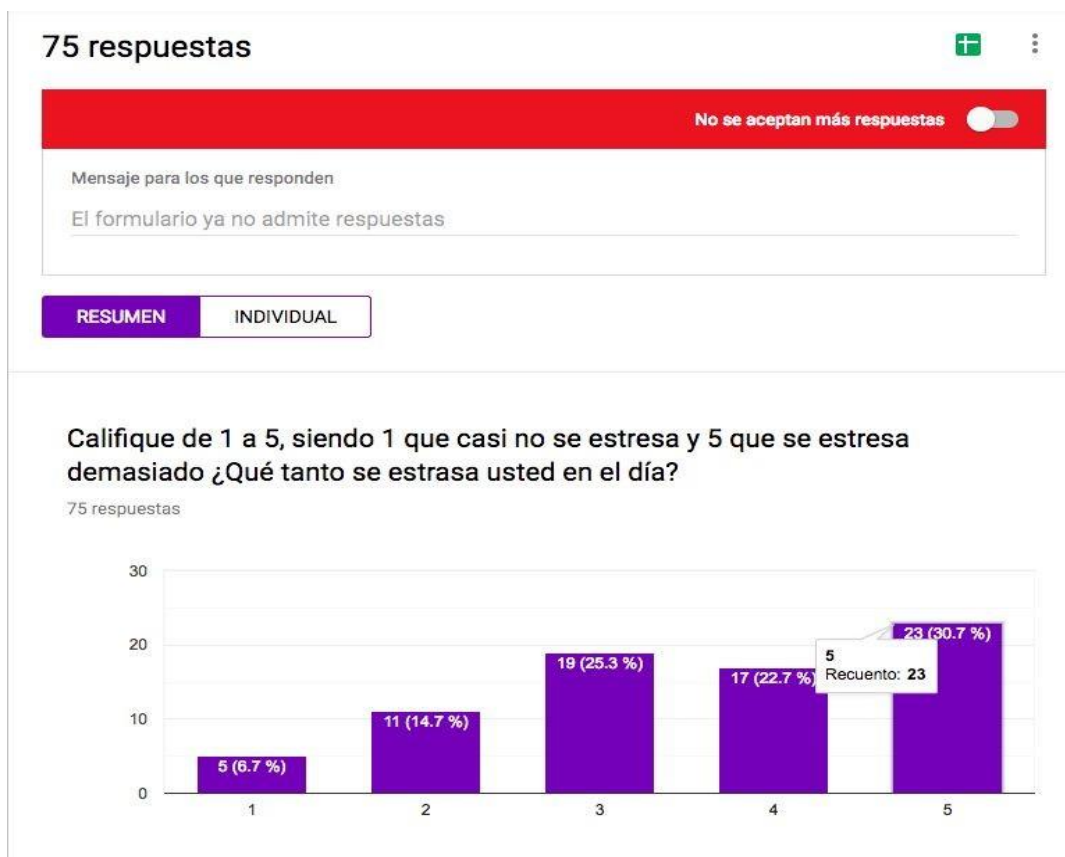 75 respuestas
No se aceptan más respuestas
Mensaje para los que responden
El formulario ya no admite respuestas
RESUMEN INDIVIDUAL
Califique de 1 a 5, siendo 1 que casi no se estresa y 5 que se estresa
demasiado ¿Qué tanto se estrasa usted en el día?
75 respuestas
30
20
10
0
5 (6.7 %)
11 (14.7 %)
19 (25.3 %)
17 (22.7 %)
23 (30.7 %)
5
Recuento: 23
1 2 3 4 5